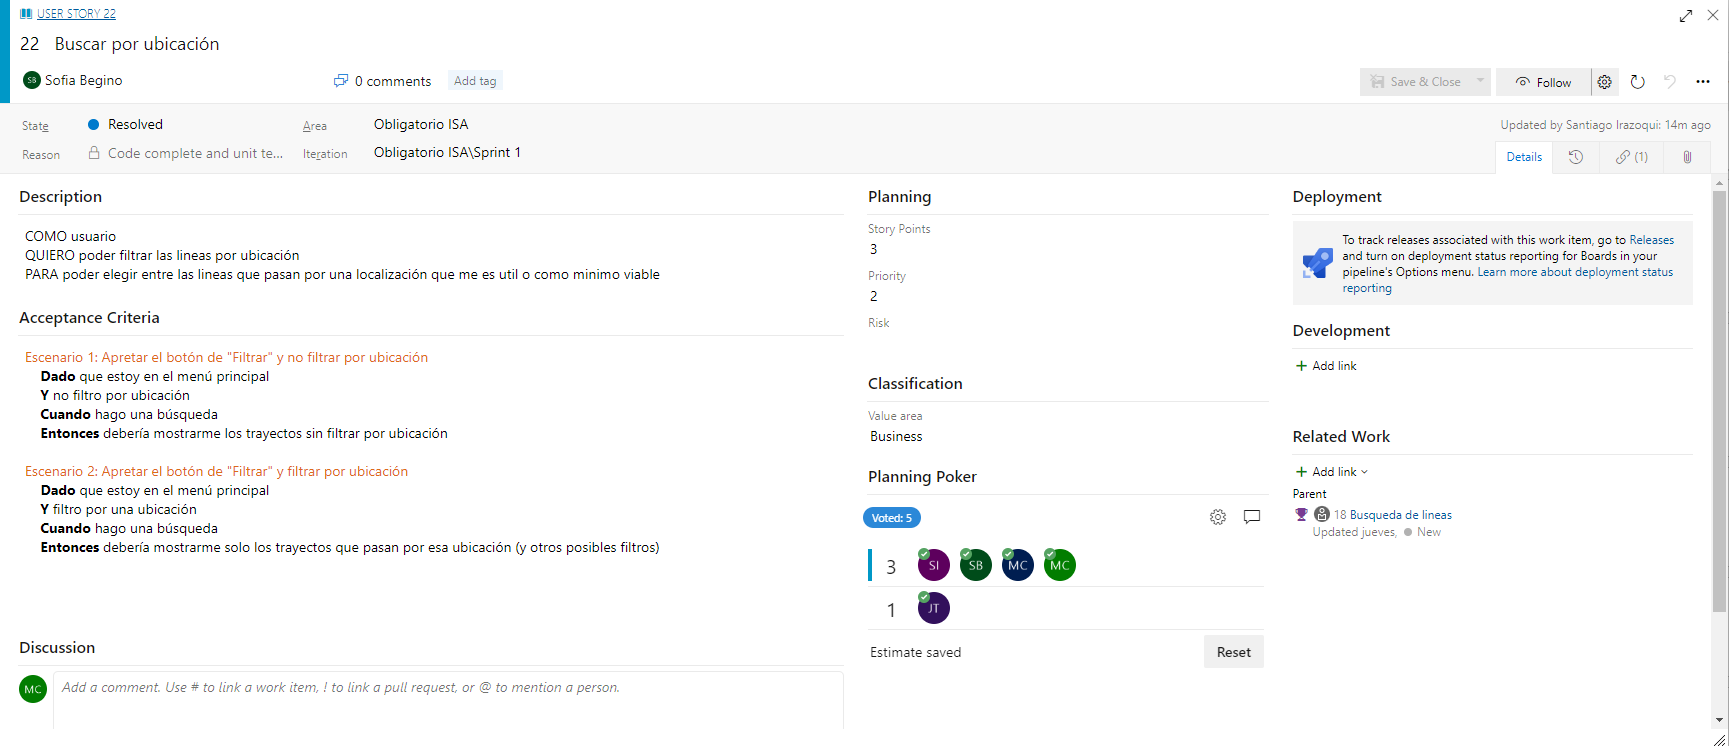 USER STORY 22
22 Buscar por ubicación
SB Sofia Begino
0 comments
Add tag
Save & Close
Follow
State
Resolved
Area
Obligatorio ISA
Updated by Santiago Irazoqui: 14m ago
Reason
Code complete and unit te...
Iteration
Obligatorio ISA\Sprint 1
Details
(1)
Description
COMO usuario
QUIERO poder filtrar las lineas por ubicación
PARA poder elegir entre las lineas que pasan por una localización que me es util o como minimo viable
Acceptance Criteria
Escenario 1: Apretar el botón de "Filtrar" y no filtrar por ubicación
Dado que estoy en el menú principal
Y no filtro por ubicación
Cuando hago una búsqueda
Entonces debería mostrarme los trayectos sin filtrar por ubicación
Escenario 2: Apretar el botón de "Filtrar" y filtrar por ubicación
Dado que estoy en el menú principal
Y filtro por una ubicación
Cuando hago una búsqueda
Entonces debería mostrarme solo los trayectos que pasan por esa ubicación (y otros posibles filtros)
Discussion
MC
Add a comment. Use # to link a work item, ! to link a pull request, or @ to mention a person.
Planning
Story Points
3
Priority
2
Risk
Classification
Value area
Business
Planning Poker
Voted: 5
3 SI SB MC MC
1 JT
Estimate saved
Reset
Deployment
To track releases associated with this work item, go to Releases
and turn on deployment status reporting for Boards in your
pipeline's Options menu. Learn more about deployment status
reporting
Development
+ Add link
Related Work
+ Add link
Parent
18 Busqueda de lineas
Updated jueves, New